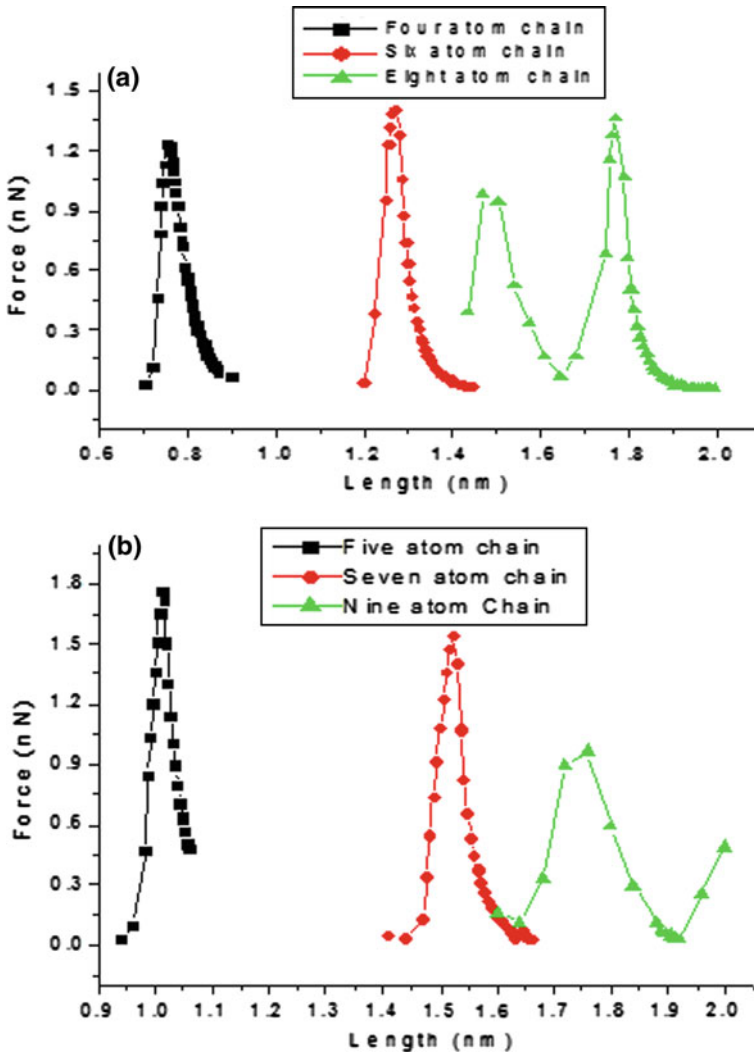 Four atom chain
Six atom chain
Eight atom chain
(a)
1.5
1.2
0.9
0.6
0.3
0.0
Force (nN)
0.6 0.8 1.0 1.2 1.4 1.6 1.8 2.0
Length (nm)
(b)
Five atom chain
Seven atom chain
Nine atom Chain
1.8
1.5
1.2
0.9
0.6
0.3
0.0
Force (nN)
0.9 1.0 1.1 1.2 1.3 1.4 1.5 1.6 1.7 1.8 1.9 2.0
Length (nm)